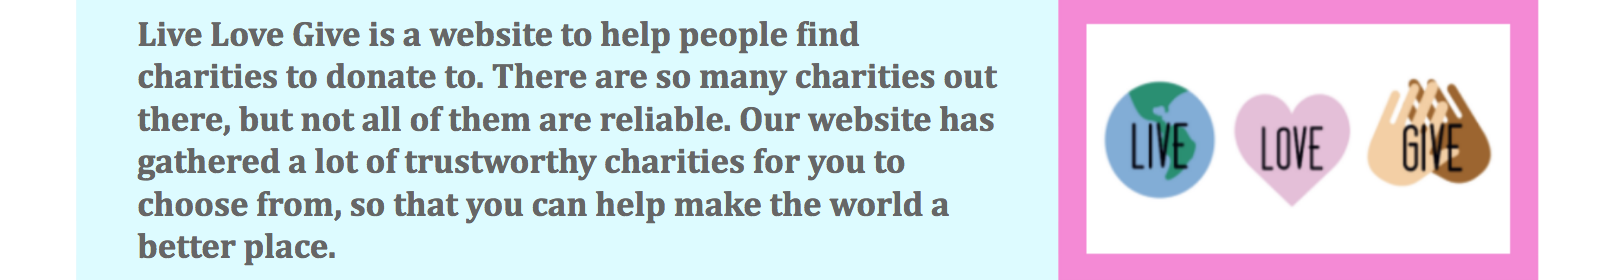 Live Love Give is a website to help people find
charities to donate to. There are so many charities out
there, but not all of them are reliable. Our website has
gathered a lot of trustworthy charities for you to
choose from, so that you can help make the world a
better place.
LIVE LOVE GIVE